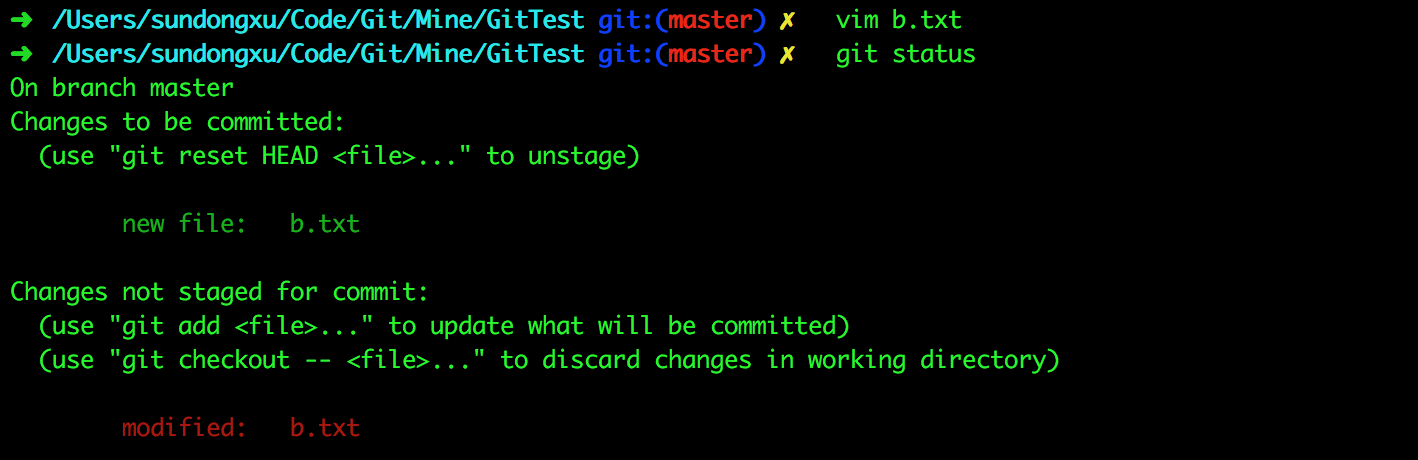 ➜ /Users/sundongxu/Code/Git/Mine/GitTest git:(master) ✗ vim b.txt
➜ /Users/sundongxu/Code/Git/Mine/GitTest git:(master) ✗ git status
On branch master
Changes to be committed:
  (use "git reset HEAD <file>..." to unstage)

        new file:   b.txt

Changes not staged for commit:
  (use "git add <file>..." to update what will be committed)
  (use "git checkout -- <file>..." to discard changes in working directory)

        modified:   b.txt